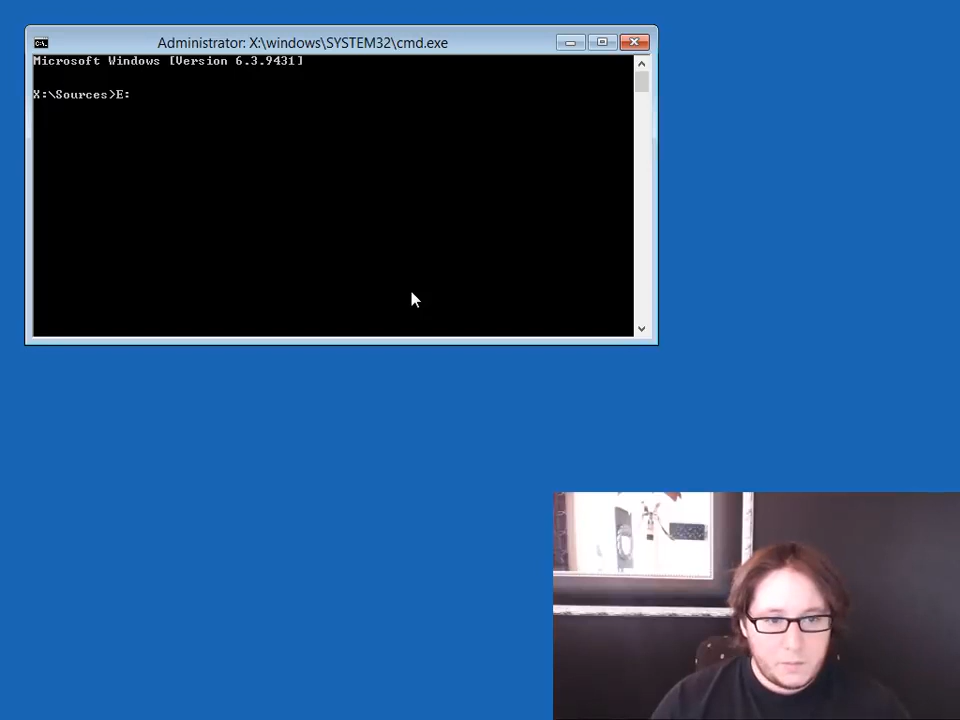 Administrator: X:\windows\SYSTEM32\cmd.exe
Microsoft Windows [Version 6.3.9431]
X:\Sources>E: